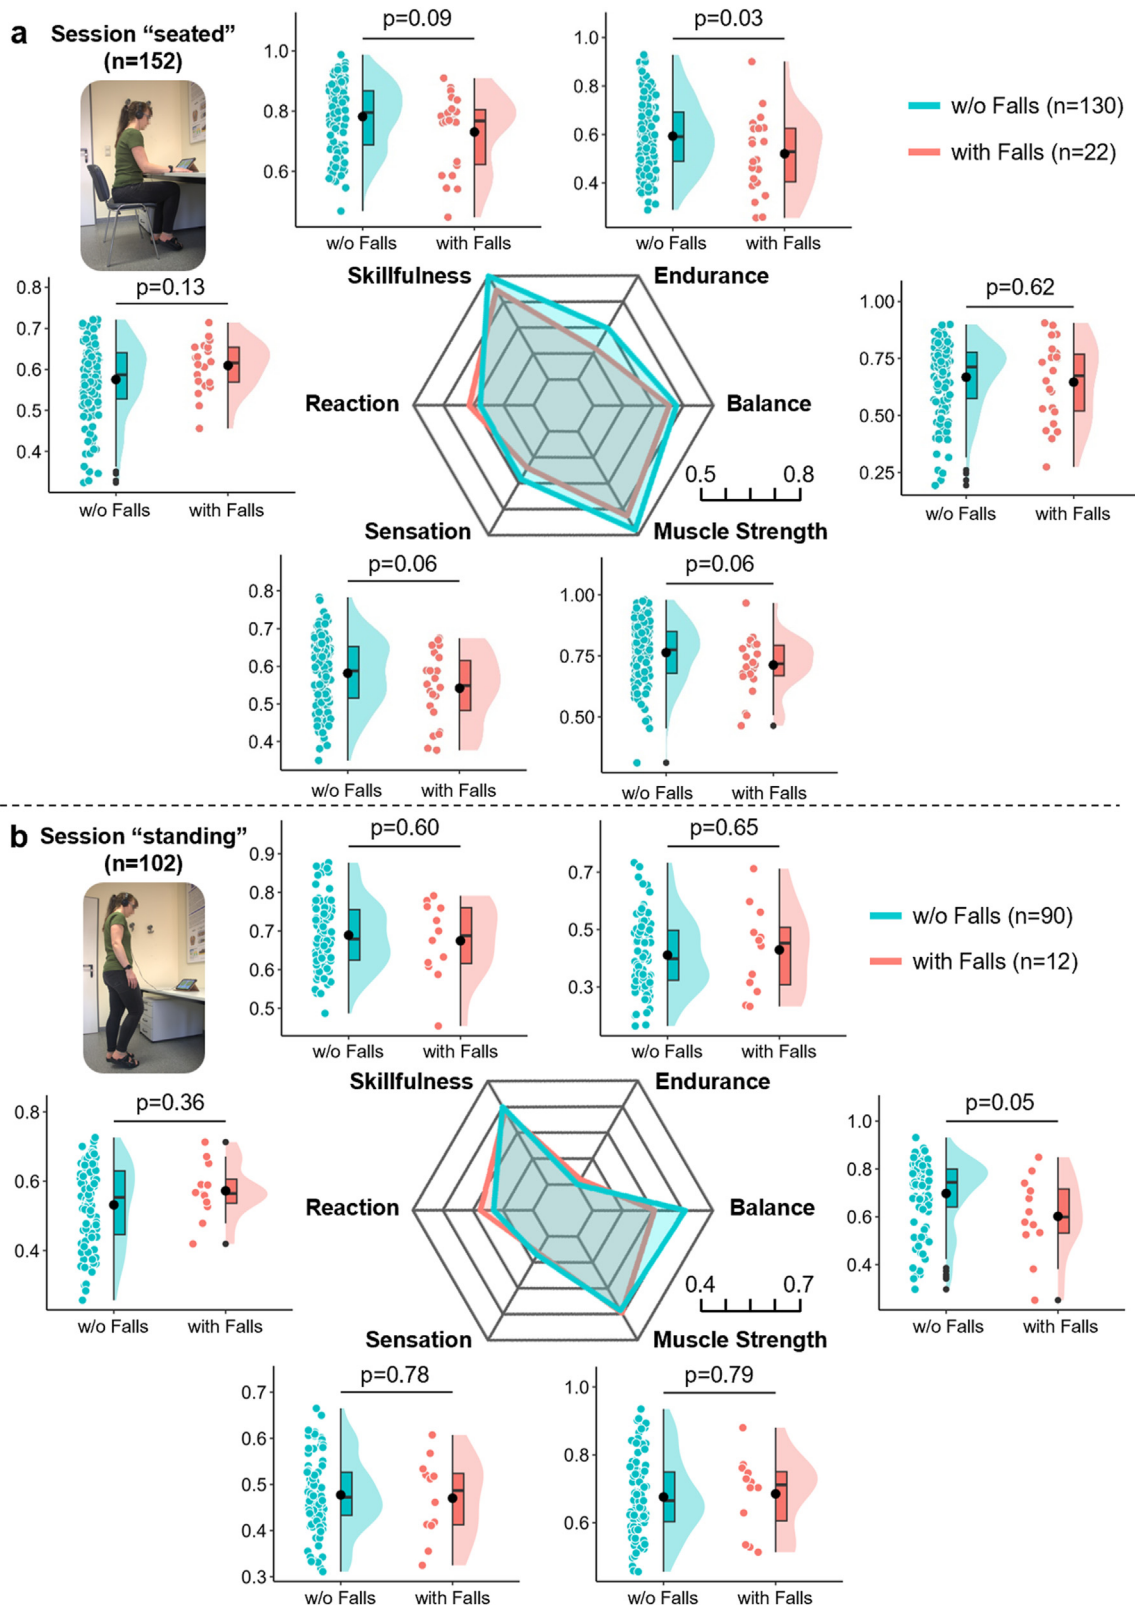 a
Session “seated”
(n=152)
p=0.09
1.0
0.8
0.6
w/o Falls
with Falls
p=0.03
1.0
0.8
0.6
0.4
w/o Falls
with Falls
w/o Falls (n=130)
with Falls (n=22)
p=0.13
0.8
0.7
0.6
0.5
0.4
w/o Falls
with Falls
Skillfulness
Endurance
Reaction
Balance
Sensation
Muscle Strength
0.5
0.8
p=0.62
1.00
0.75
0.50
0.25
w/o Falls
with Falls
p=0.06
0.8
0.7
0.6
0.5
0.4
w/o Falls
with Falls
p=0.06
1.00
0.75
0.50
w/o Falls
with Falls
b
Session “standing”
(n=102)
p=0.60
0.9
0.8
0.7
0.6
0.5
w/o Falls
with Falls
p=0.65
0.7
0.5
0.3
w/o Falls
with Falls
w/o Falls (n=90)
with Falls (n=12)
p=0.36
0.8
0.6
0.4
w/o Falls
with Falls
Skillfulness
Endurance
Reaction
Balance
Sensation
Muscle Strength
0.4
0.7
p=0.05
1.0
0.8
0.6
0.4
w/o Falls
with Falls
p=0.78
0.7
0.6
0.5
0.4
0.3
w/o Falls
with Falls
p=0.79
1.0
0.8
0.6
w/o Falls
with Falls